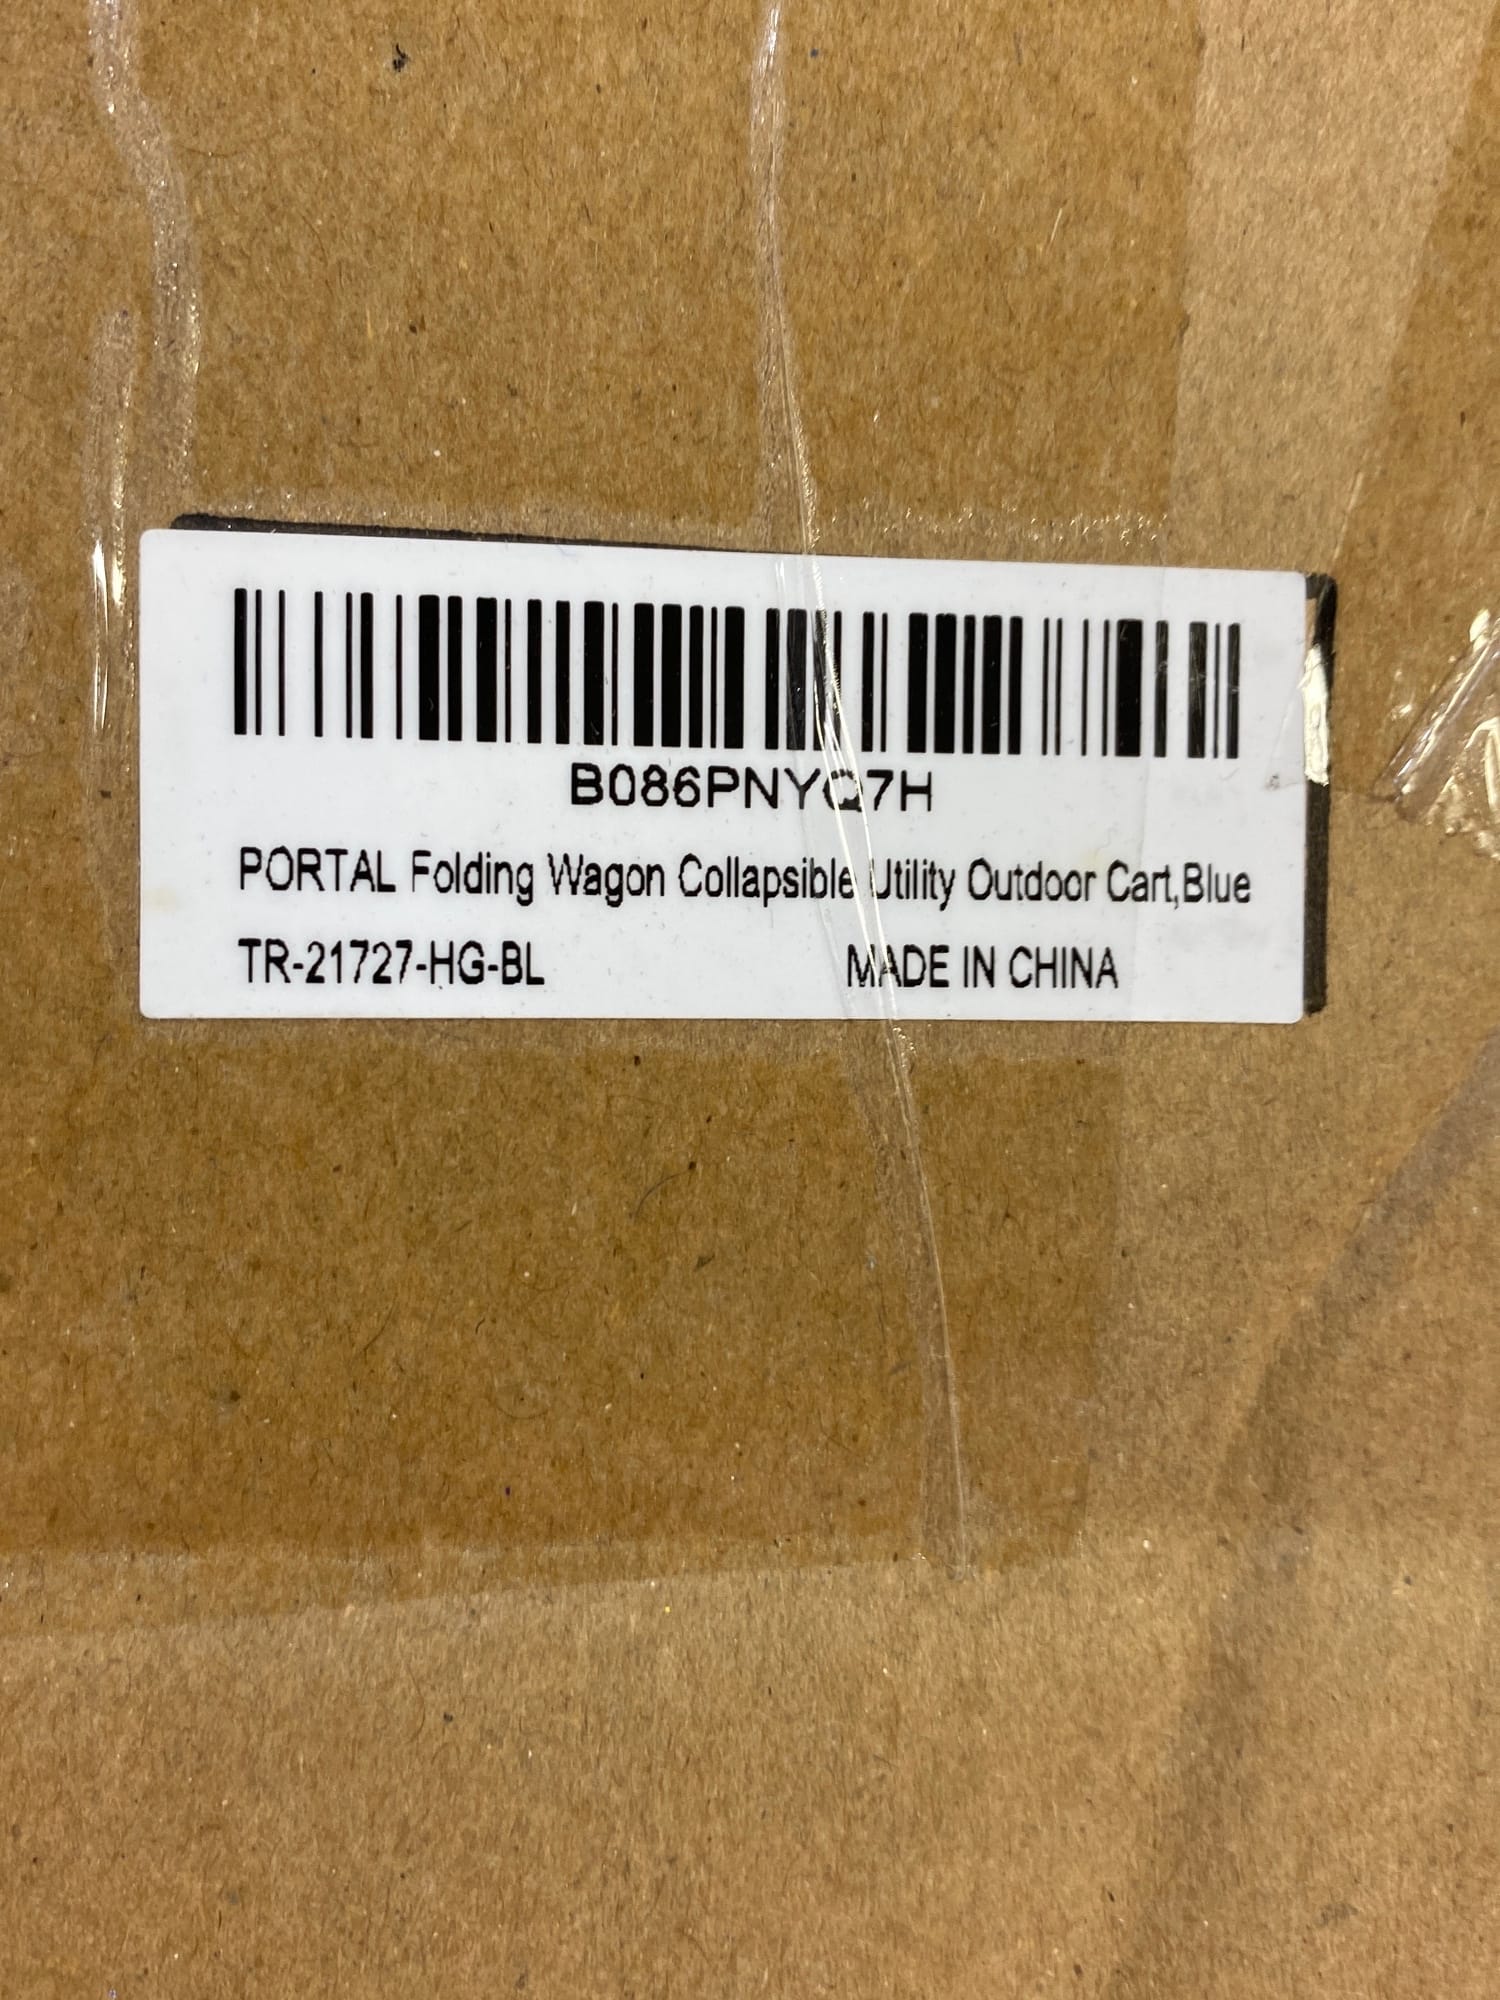 B086PNYQ7H
PORTAL Folding Wagon Collapsible Utility Outdoor Cart,Blue
TR-21727-HG-BL MADE IN CHINA